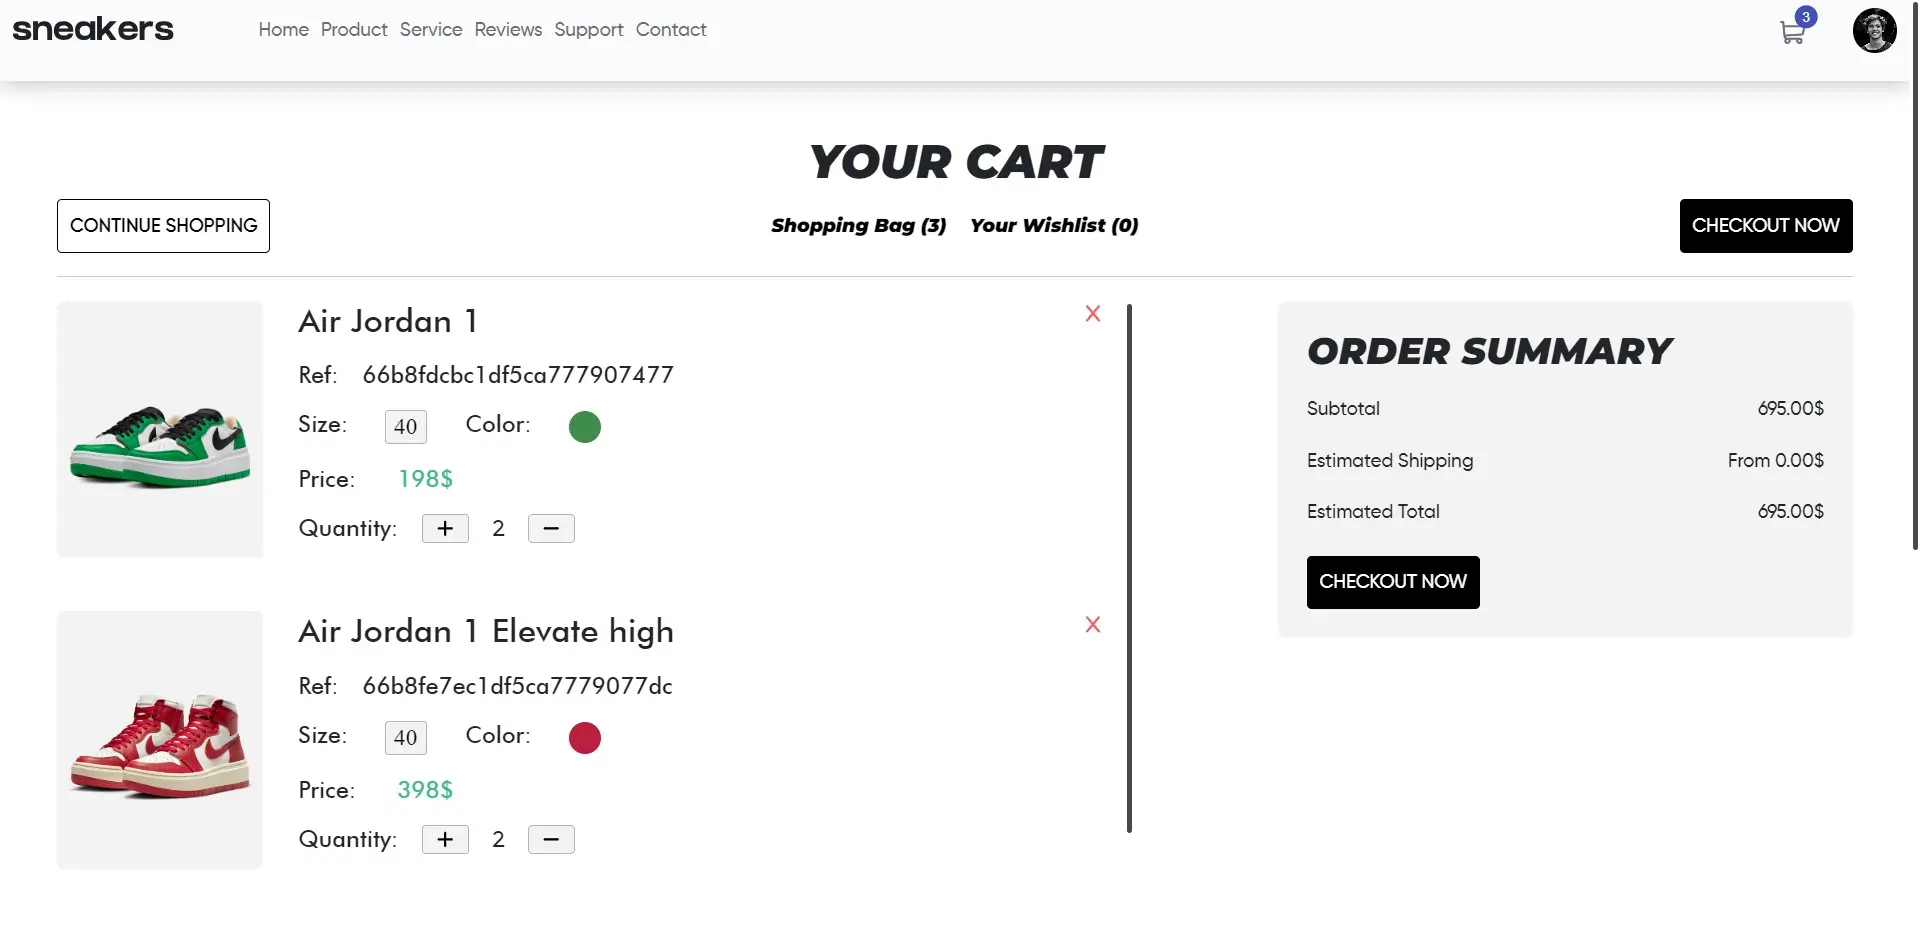 sneakers
Home Product Service Reviews Support Contact
3
YOUR CART
CONTINUE SHOPPING
Shopping Bag (3) Your Wishlist (0)
CHECKOUT NOW
Air Jordan 1
X
Ref: 66b8fdcbc1df5ca777907477
Size: 40 Color:
Price: 198$
Quantity: + 2 −
Air Jordan 1 Elevate high
X
Ref: 66b8fe7ec1df5ca7779077dc
Size: 40 Color:
Price: 398$
Quantity: + 2 −
ORDER SUMMARY
Subtotal 695.00$
Estimated Shipping From 0.00$
Estimated Total 695.00$
CHECKOUT NOW